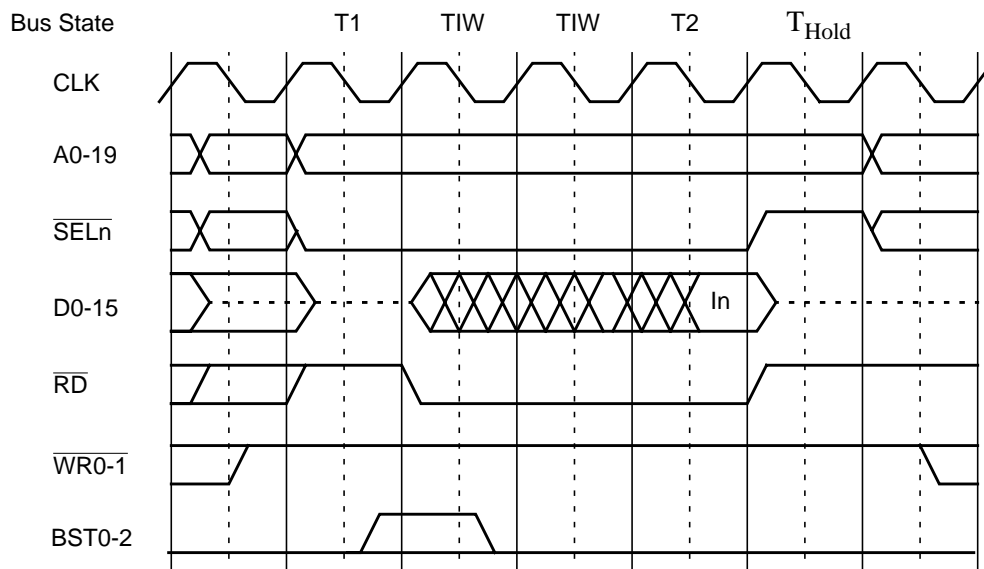 Bus State T1 TIW TIW T2 THold
CLK
A0-19
SELn
D0-15 In
RD
WR0-1
BST0-2